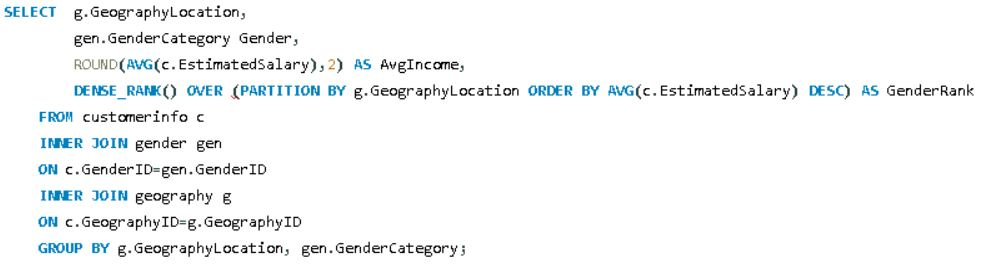 SELECT g.GeographyLocation,
gen.GenderCategory Gender,
ROUND(AVG(c.EstimatedSalary),2) AS AvgIncome,
DENSE_RANK() OVER (PARTITION BY g.GeographyLocation ORDER BY AVG(c.EstimatedSalary) DESC) AS GenderRank
FROM customerinfo c
INNER JOIN gender gen
ON c.GenderID=gen.GenderID
INNER JOIN geography g
ON c.GeographyID=g.GeographyID
GROUP BY g.GeographyLocation, gen.GenderCategory;